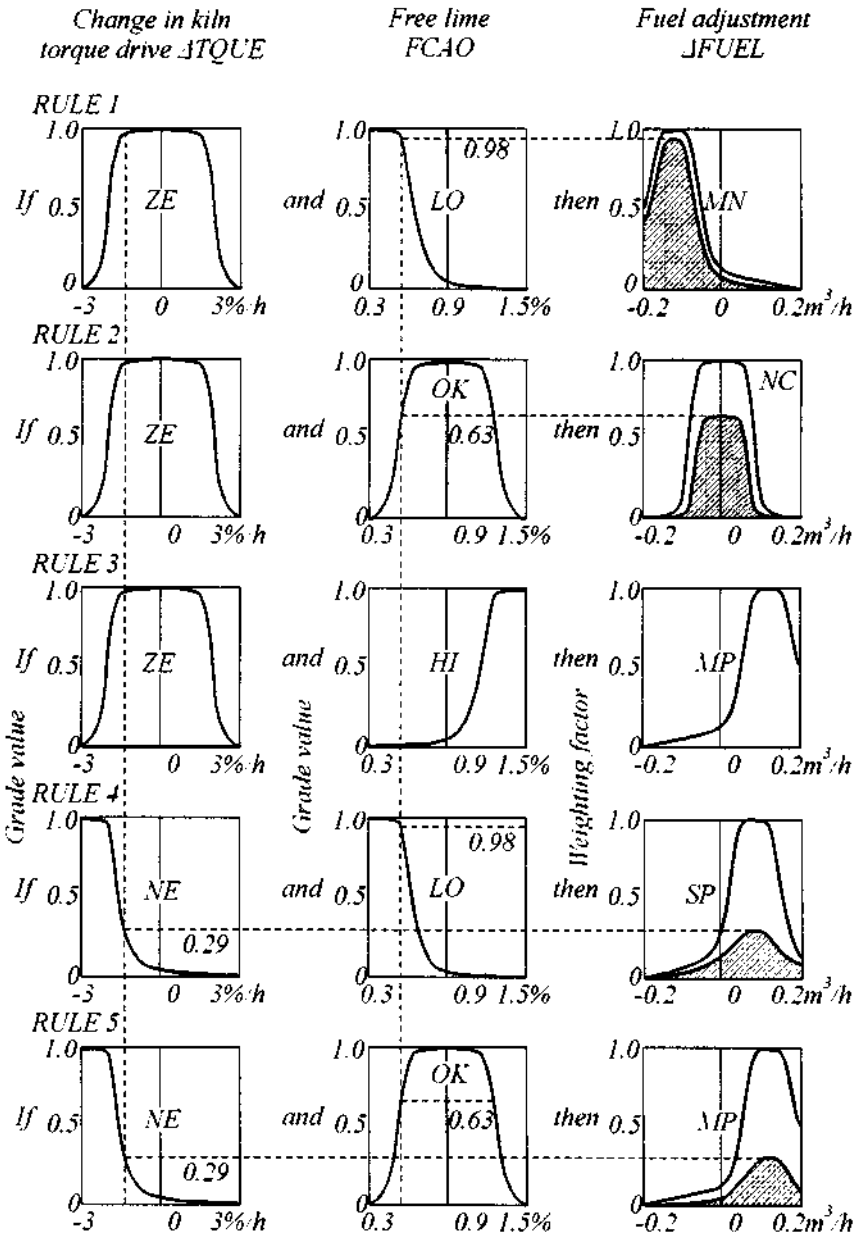 Change in kiln Free lime Fuel adjustment
torque drive ΔTQUE FCAO ΔFUEL
RULE 1
1.0 1.0 0.98 1.0
If 0.5 ZE and 0.5 LO then 0.5 MN
0 0 0
-3 0 3%/h 0.3 0.9 1.5% -0.2 0 0.2m³/h
RULE 2
1.0 1.0 OK 1.0 NC
If 0.5 ZE and 0.5 0.63 then 0.5
0 0 0
-3 0 3%/h 0.3 0.9 1.5% -0.2 0 0.2m³/h
RULE 3
1.0 1.0 1.0
If 0.5 ZE and 0.5 HI then 0.5 MP
0 0 0
-3 0 3%/h 0.3 0.9 1.5% -0.2 0 0.2m³/h
Grade value Grade value Weighting factor
RULE 4
1.0 1.0 0.98 1.0
If 0.5 NE and 0.5 LO then 0.5 SP
0.29
0 0 0
-3 0 3%/h 0.3 0.9 1.5% -0.2 0 0.2m³/h
RULE 5
1.0 1.0 OK 1.0
If 0.5 NE and 0.5 0.63 then 0.5 MP
0.29
0 0 0
-3 0 3%/h 0.3 0.9 1.5% -0.2 0 0.2m³/h